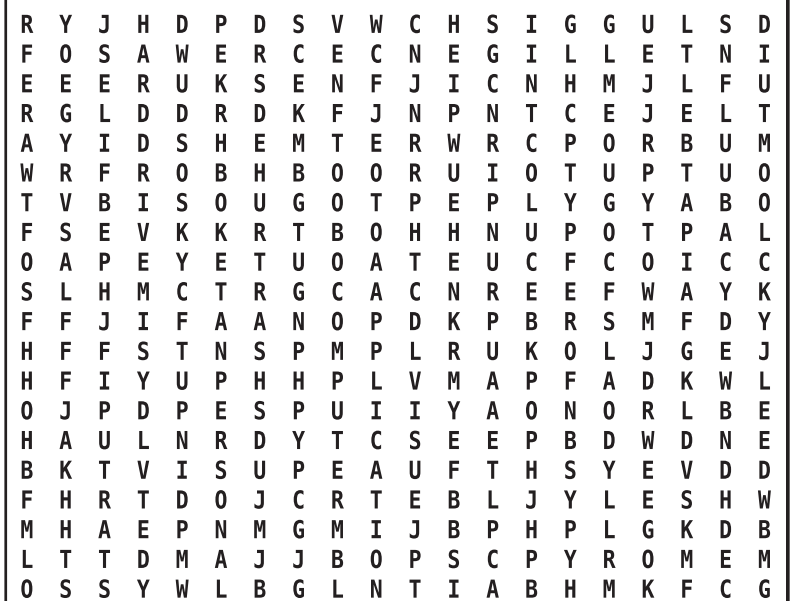 R Y J H D P D S V W C H S I G G U L S D
F O S A W E R C E C N E G I L L E T N I
E E E R U K S E N F J I C N H M J L F U
R G L D D R D K F J N P N T C E J E L T
A Y I D S H E M T E R W R C P O R B U M
W R F R O B H B O O R U I O T U P T U O
T V B I S O U G O T P E P L Y G Y A B O
F S E V K K R T B O H H N U P O T P A L
O A P E Y E T U O A T E U C F C O I C C
S L H M C T R G C A C N R E E F W A Y K
F F J I F A A N O P D K P B R S M F D Y
H F F S T N S P M P L R U K O L J G E J
H F I Y U P H H P L V M A P F A D K W L
O J P D P E S P U I I Y A O N O R L B E
H A U L N R D Y T C S E E P B D W D N E
B K T V I S U P E A U F T H S Y E V D D
F H R T D O J C R T E B L J Y L E S H W
M H A E P N M G M I J B P H P L G K D B
L T T D M A J J B O P S C P Y R O M E M
O S S Y W L B G L N T I A B H M K F C G